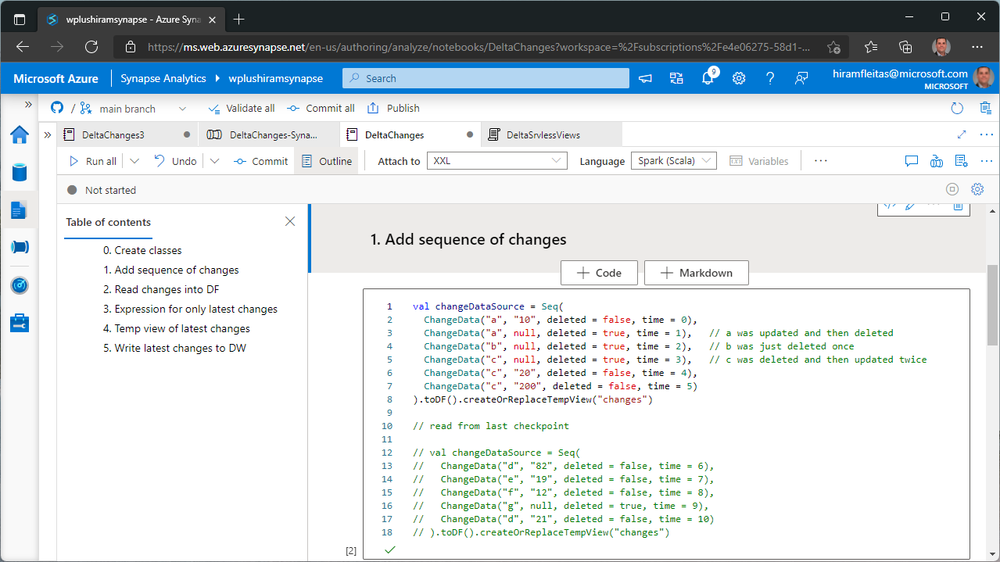 wplushiramsynapse - Azure Syna
https://ms.web.azuresynapse.net/en-us/authoring/analyze/notebooks/DeltaChanges?workspace=%2Fsubscriptions%2Fe4e06275-58d1-...
Microsoft Azure
Synapse Analytics
wplushiramsynapse
Search
9
hiramfleitas@microsoft.com
MICROSOFT
/ main branch
Validate all
Commit all
Publish
DeltaChanges3
DeltaChanges-Syna...
DeltaChanges
DeltaSrvlessViews
Run all
Undo
Commit
Outline
Attach to
XXL
Language
Spark (Scala)
Variables
Not started
Table of contents
0. Create classes
1. Add sequence of changes
2. Read changes into DF
3. Expression for only latest changes
4. Temp view of latest changes
5. Write latest changes to DW
1. Add sequence of changes
Code
Markdown
1 val changeDataSource = Seq(
2 ChangeData("a", "10", deleted = false, time = 0),
3 ChangeData("a", null, deleted = true, time = 1), // a was updated and then deleted
4 ChangeData("b", null, deleted = true, time = 2), // b was just deleted once
5 ChangeData("c", null, deleted = true, time = 3), // c was deleted and then updated twice
6 ChangeData("c", "20", deleted = false, time = 4),
7 ChangeData("c", "200", deleted = false, time = 5)
8 ).toDF().createOrReplaceTempView("changes")
9
10 // read from last checkpoint
11
12 // val changeDataSource = Seq(
13 // ChangeData("d", "82", deleted = false, time = 6),
14 // ChangeData("e", "19", deleted = false, time = 7),
15 // ChangeData("f", "12", deleted = false, time = 8),
16 // ChangeData("g", null, deleted = true, time = 9),
17 // ChangeData("d", "21", deleted = false, time = 10)
18 // ).toDF().createOrReplaceTempView("changes")
[2]